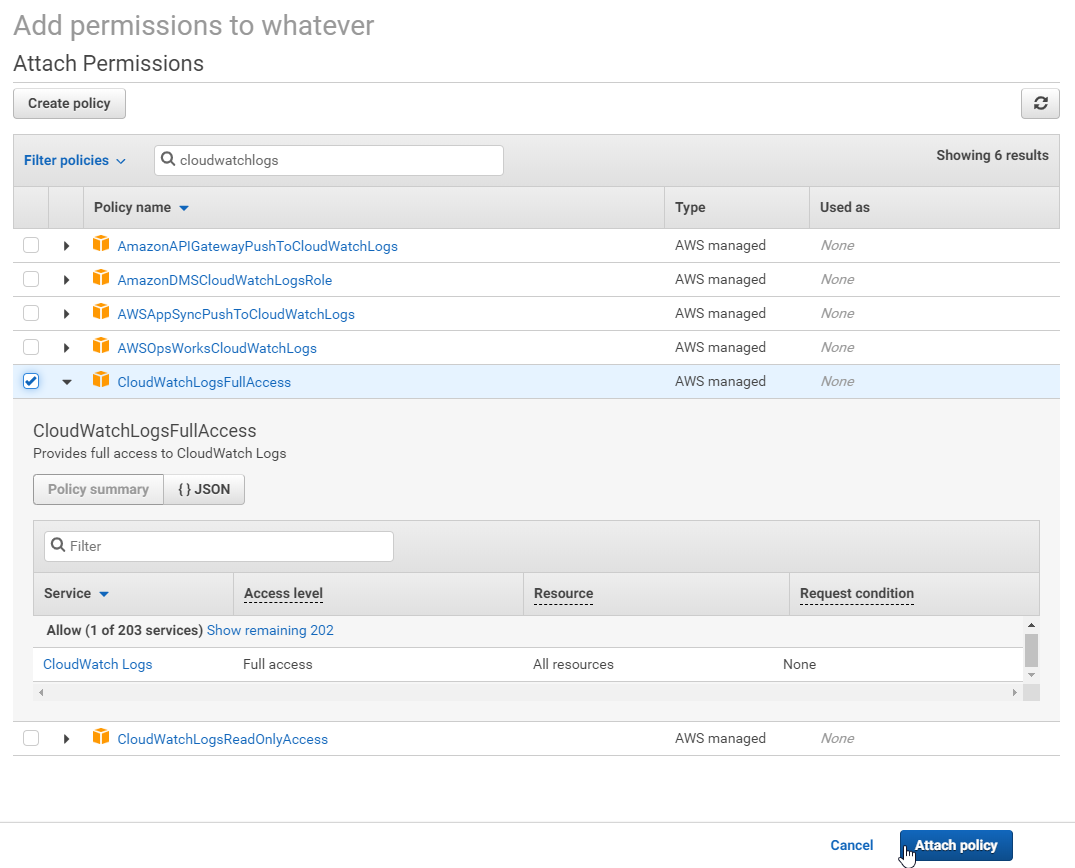 Add permissions to whatever
Attach Permissions
Create policy
Filter policies cloudwatchlogs Showing 6 results
Policy name Type Used as
AmazonAPIGatewayPushToCloudWatchLogs AWS managed None
AmazonDMSCloudWatchLogsRole AWS managed None
AWSAppSyncPushToCloudWatchLogs AWS managed None
AWSOpsWorksCloudWatchLogs AWS managed None
CloudWatchLogsFullAccess AWS managed None
CloudWatchLogsFullAccess
Provides full access to CloudWatch Logs
Policy summary { } JSON
Filter
Service Access level Resource Request condition
Allow (1 of 203 services) Show remaining 202
CloudWatch Logs Full access All resources None
CloudWatchLogsReadOnlyAccess AWS managed None
Cancel Attach policy